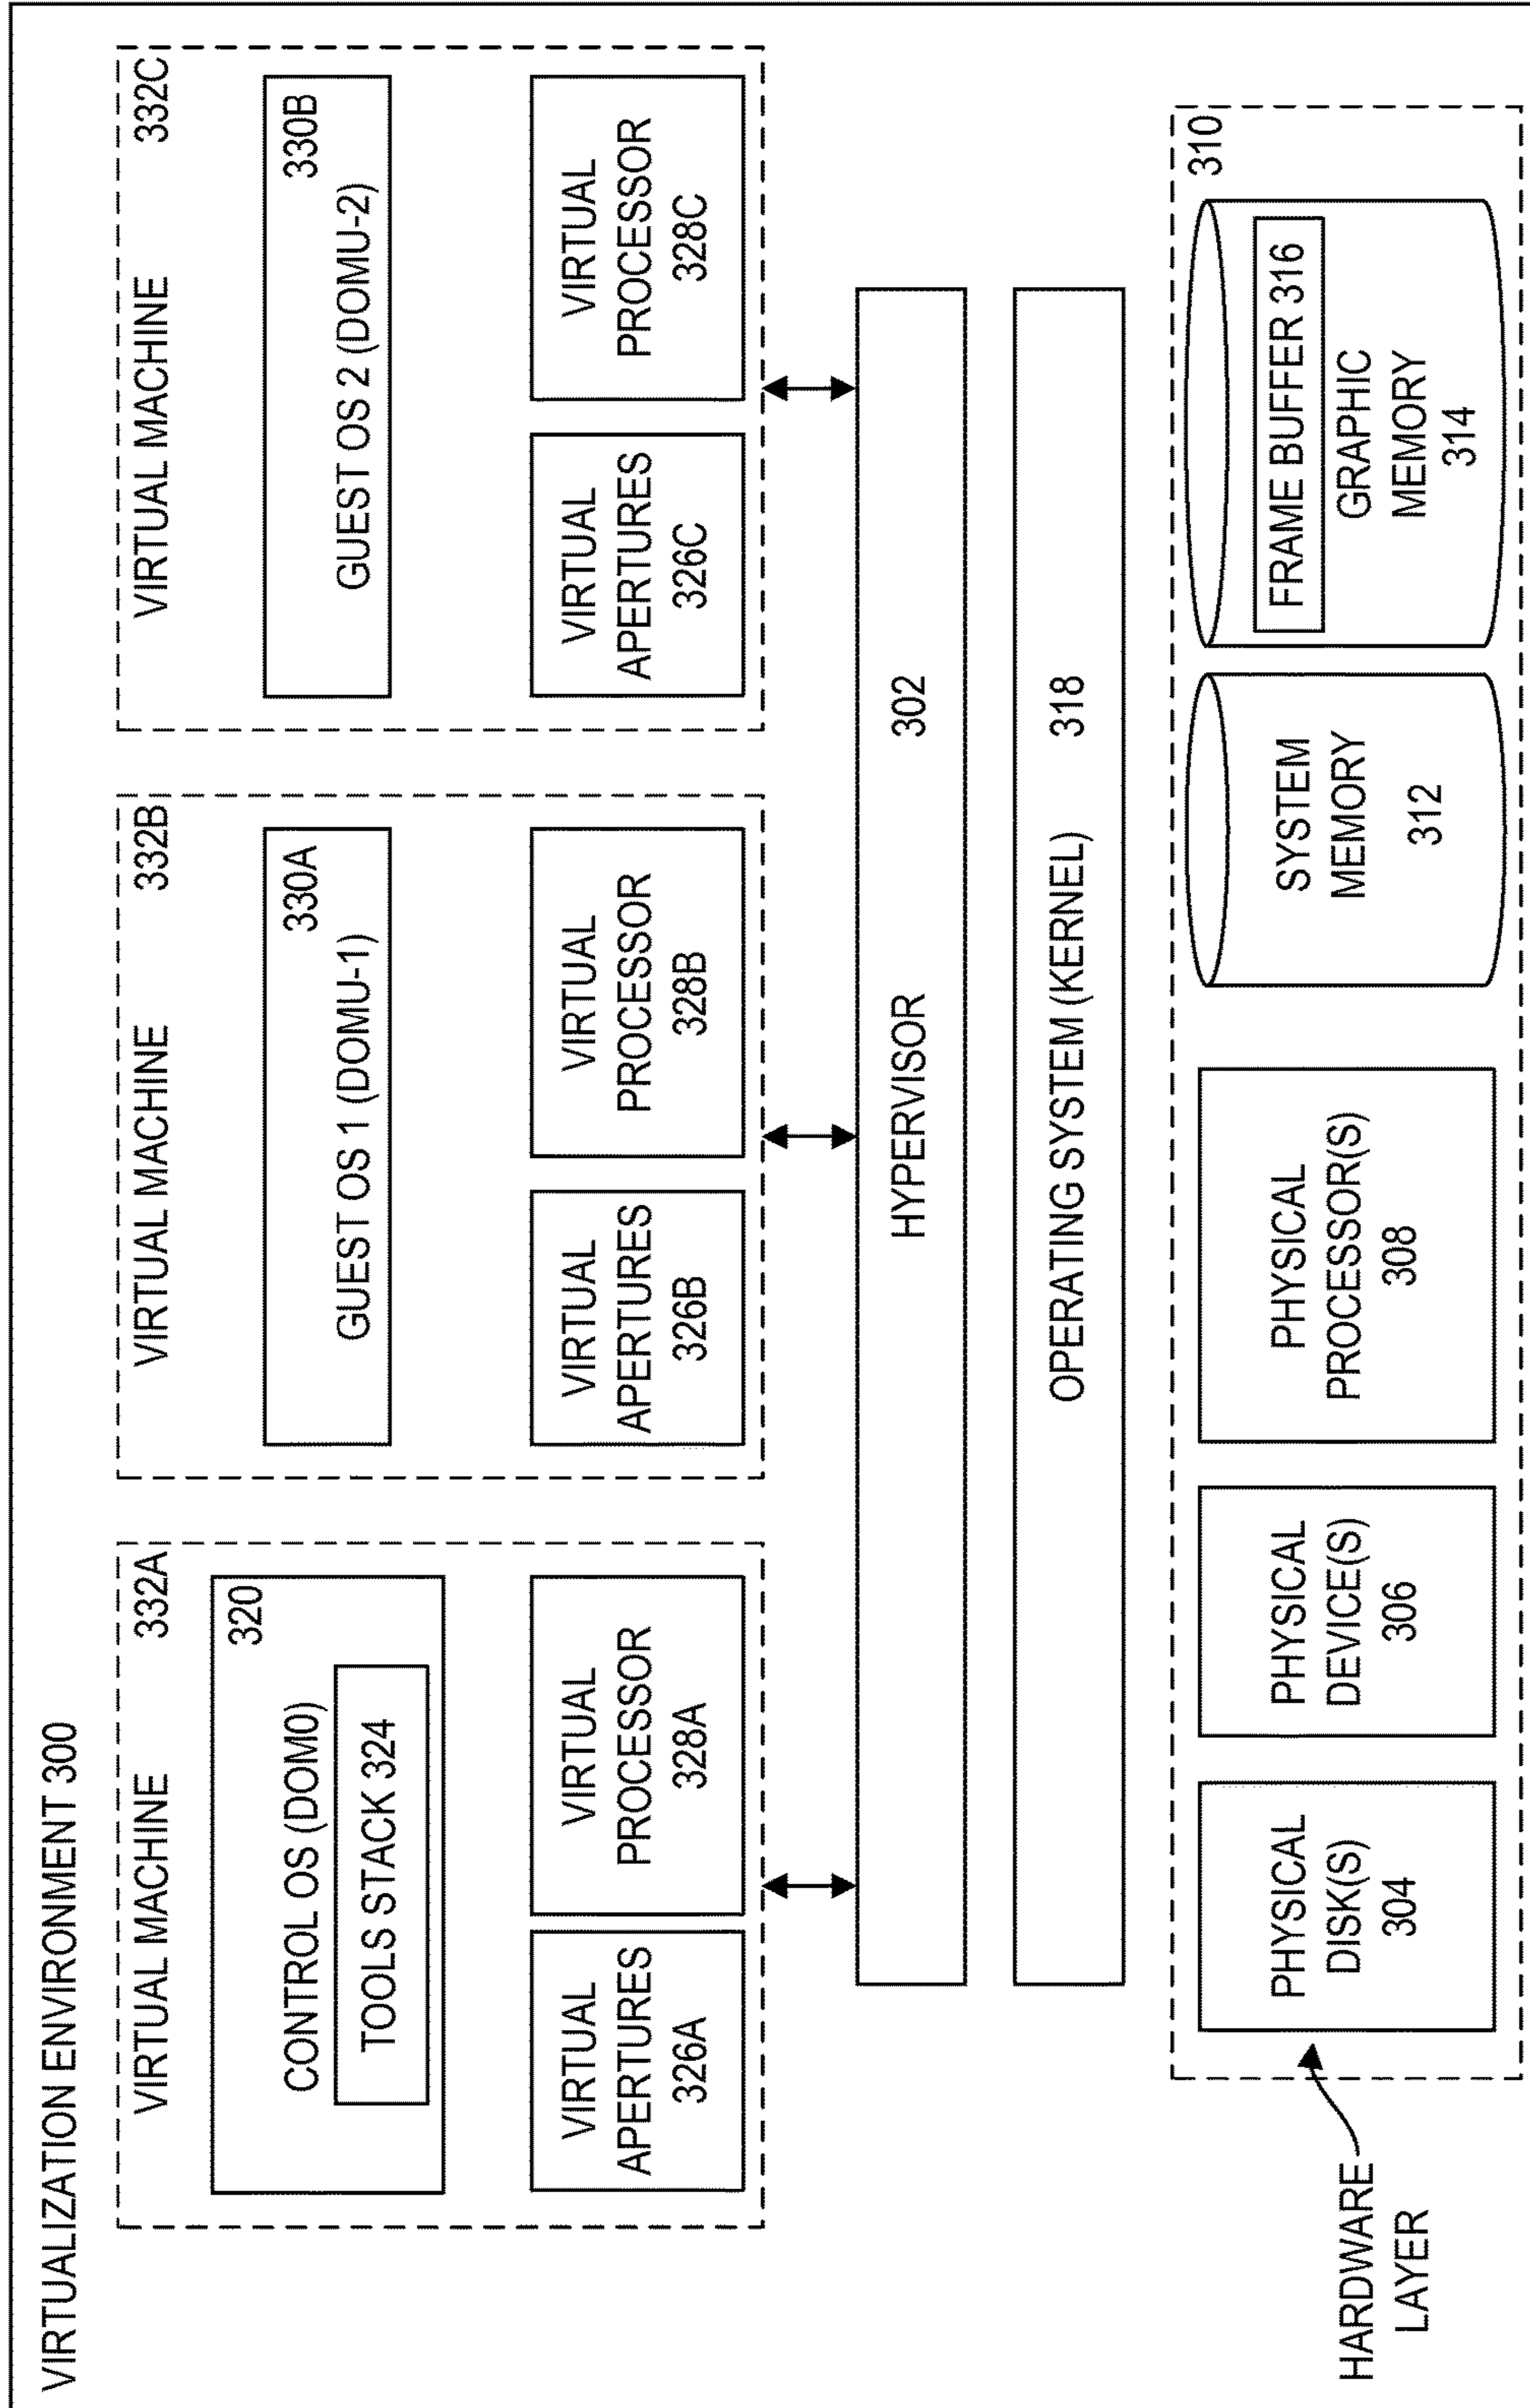 VIRTUALIZATION ENVIRONMENT 300
VIRTUAL MACHINE 332A
320
CONTROL OS (DOM0)
TOOLS STACK 324
VIRTUAL
APERTURES
326A
VIRTUAL
PROCESSOR
328A
VIRTUAL MACHINE 332B
330A
GUEST OS 1 (DOMU-1)
VIRTUAL
APERTURES
326B
VIRTUAL
PROCESSOR
328B
VIRTUAL MACHINE 332C
330B
GUEST OS 2 (DOMU-2)
VIRTUAL
APERTURES
326C
VIRTUAL
PROCESSOR
328C
HYPERVISOR 302
OPERATING SYSTEM (KERNEL) 318
HARDWARE
LAYER
PHYSICAL
DISK(S)
304
PHYSICAL
DEVICE(S)
306
PHYSICAL
PROCESSOR(S)
308
SYSTEM
MEMORY
312
310
FRAME BUFFER 316
GRAPHIC
MEMORY
314